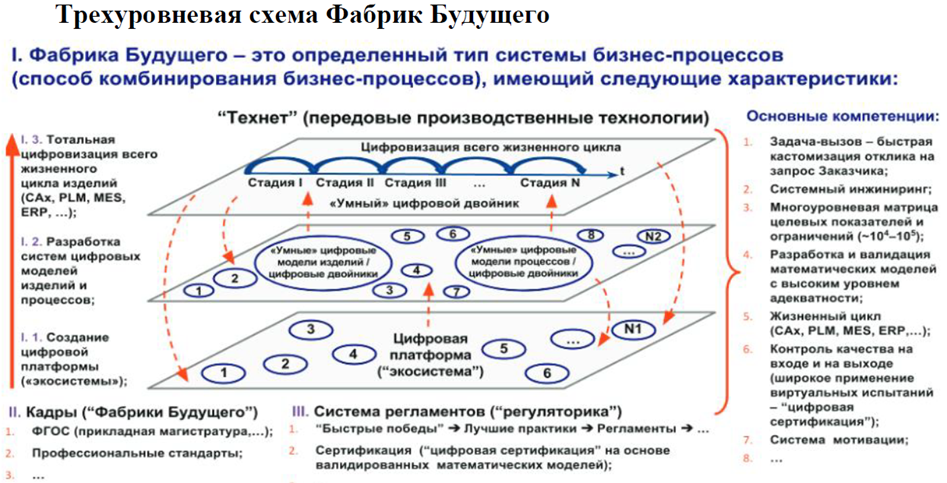 Трехуровневая схема Фабрик Будущего
I. Фабрика Будущего – это определенный тип системы бизнес-процессов
(способ комбинирования бизнес-процессов), имеющий следующие характеристики:
“Технет” (передовые производственные технологии)
I. 3. Тотальная
цифровизация всего
жизненного
цикла изделий
(CAx, PLM, MES,
ERP, …);
I. 2. Разработка
систем цифровых
моделей
изделий
и процессов;
I. 1. Создание
цифровой
платформы
(«экосистемы»);
Цифровизация всего жизненного цикла
t
Стадия I
Стадия II
Стадия III
...
Стадия N
«Умный» цифровой двойник
«Умные» цифровые
модели изделий /
цифровые двойники
«Умные» цифровые
модели процессов /
цифровые двойники
1
2
3
4
5
6
7
8
...
N2
Цифровая
платформа
(“экосистема”)
1
2
3
4
5
6
...
N1
Основные компетенции:
1. Задача-вызов – быстрая
кастомизация отклика на
запрос Заказчика;
2. Системный инжиниринг;
3. Многоуровневая матрица
целевых показателей и
ограничений (~10⁴–10⁵);
4. Разработка и валидация
математических моделей
с высоким уровнем
адекватности;
5. Жизненный цикл
(CAx, PLM, MES, ERP,…);
6. Контроль качества на
входе и на выходе
(широкое применение
виртуальных испытаний
– “цифровая
сертификация”);
7. Система мотивации;
8. …
II. Кадры (“Фабрики Будущего”)
1. ФГОС (прикладная магистратура,…);
2. Профессиональные стандарты;
3. …
III. Система регламентов (“регуляторика”)
1. “Быстрые победы” ➔ Лучшие практики ➔ Регламенты ➔ …
2. Сертификация (“цифровая сертификация” на основе
валидированных математических моделей);